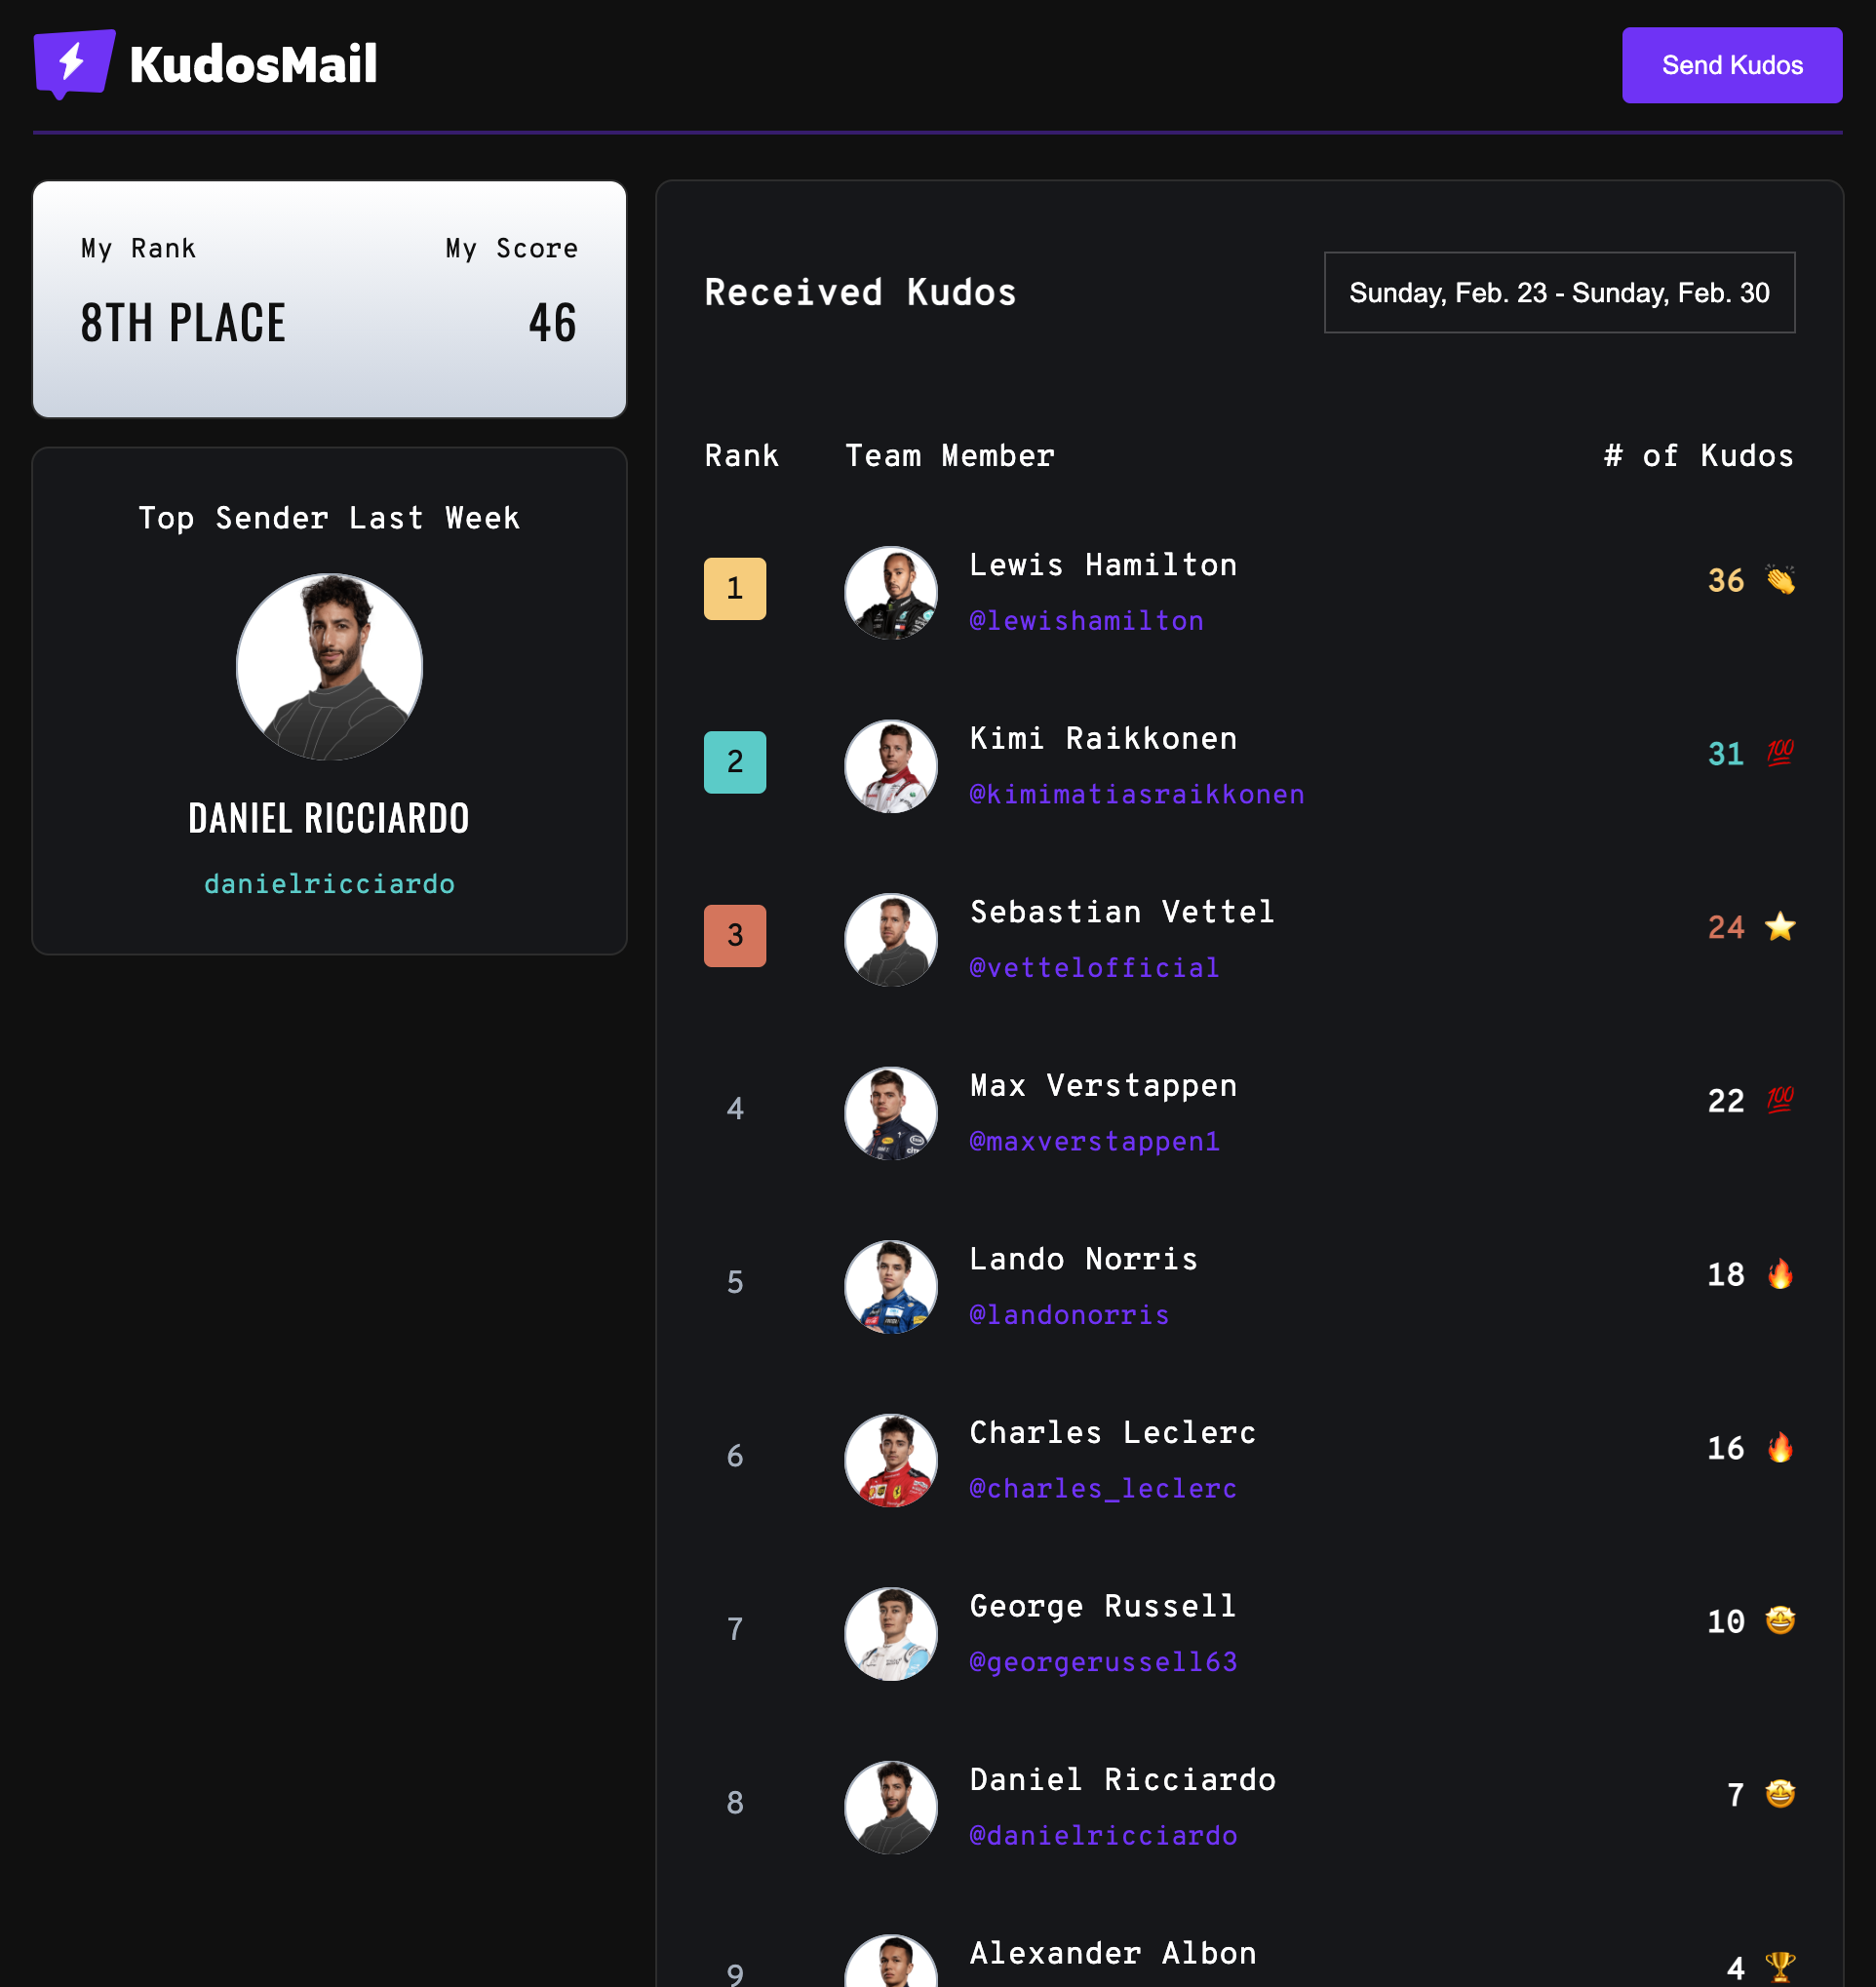 KudosMail
Send Kudos
My Rank
My Score
8TH PLACE
46
Top Sender Last Week
DANIEL RICCIARDO
danielricciardo
Received Kudos
Sunday, Feb. 23 - Sunday, Feb. 30
Rank Team Member # of Kudos
1 Lewis Hamilton 36 👏
@lewishamilton
2 Kimi Raikkonen 31 💯
@kimimatiasraikkonen
3 Sebastian Vettel 24 ⭐
@vettelofficial
4 Max Verstappen 22 💯
@maxverstappen1
5 Lando Norris 18 🔥
@landonorris
6 Charles Leclerc 16 🔥
@charles_leclerc
7 George Russell 10 🤩
@georgerussell63
8 Daniel Ricciardo 7 🤩
@danielricciardo
9 Alexander Albon 4 🏆